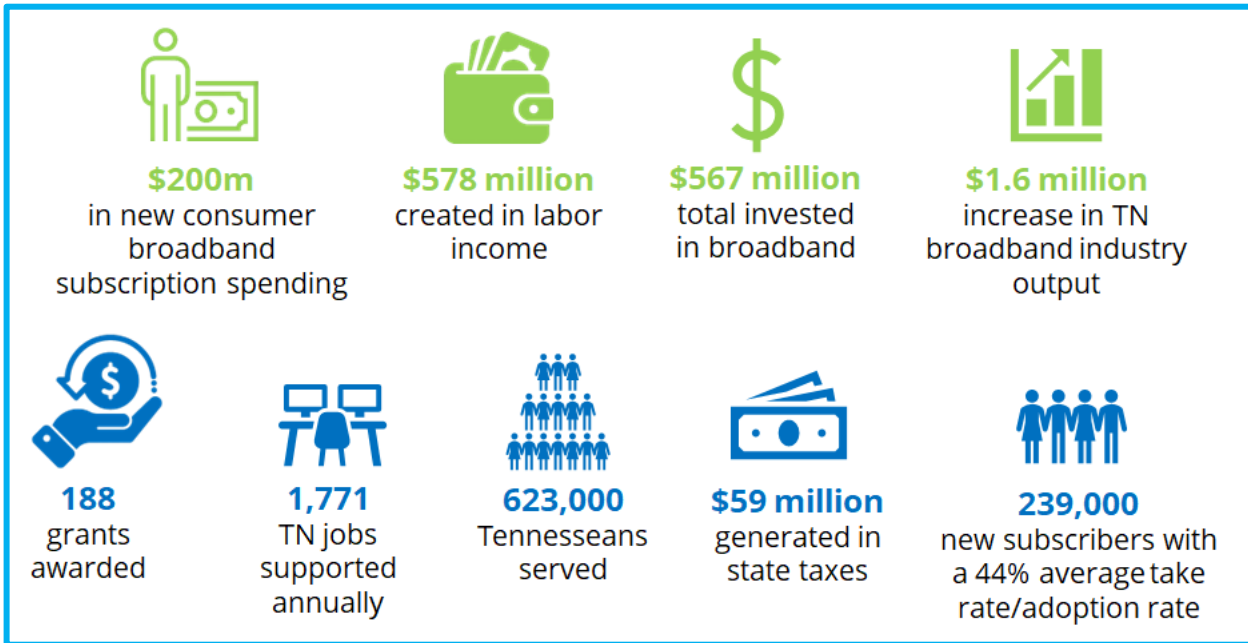 $200m
in new consumer
broadband
subscription spending
$578 million
created in labor
income
$567 million
total invested
in broadband
$1.6 million
increase in TN
broadband industry
output
$
188
grants
awarded
1,771
TN jobs
supported
annually
623,000
Tennesseans
served
$59 million
generated in
state taxes
239,000
new subscribers with
a 44% average take
rate/adoption rate